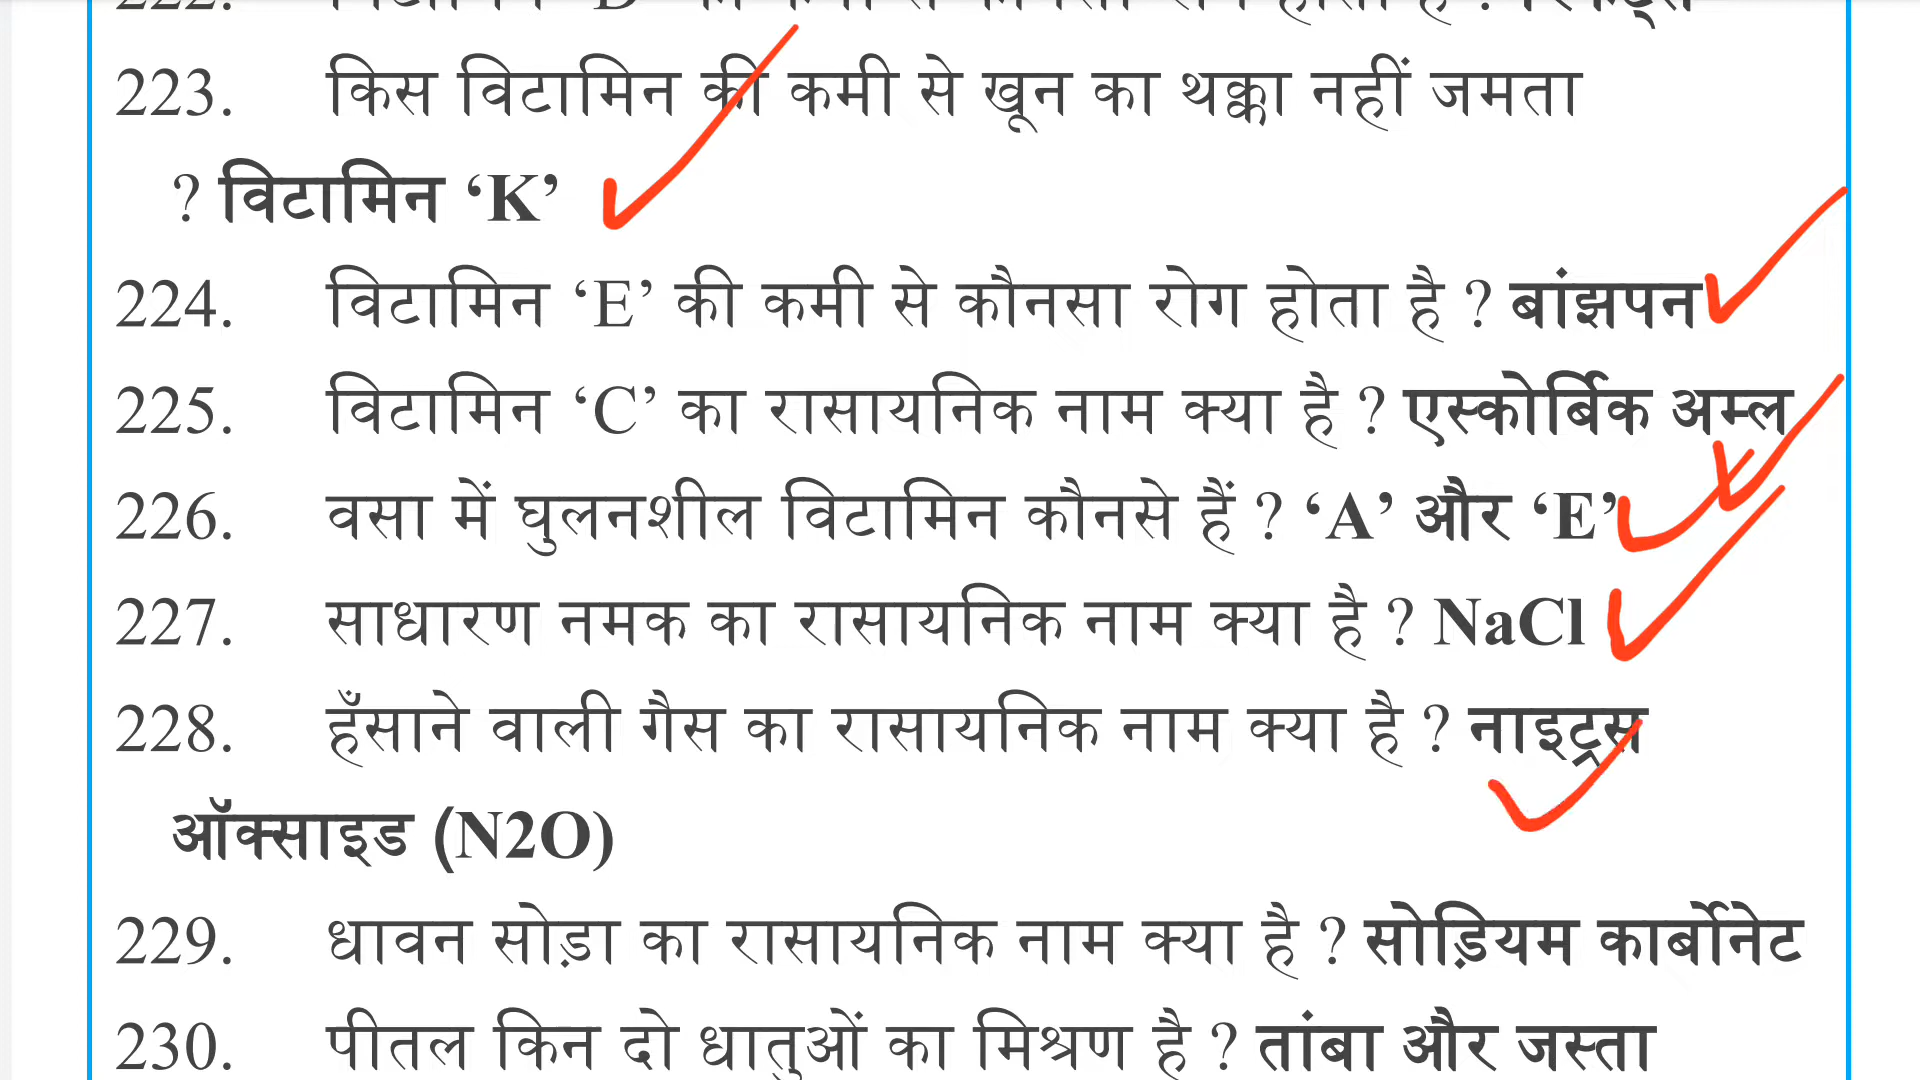 223. किस विटामिन की कमी से खून का थक्का नहीं जमता
? विटामिन ‘K’
224. विटामिन ‘E’ की कमी से कौनसा रोग होता है ? बांझपन
225. विटामिन ‘C’ का रासायनिक नाम क्या है ? एस्कोर्बिक अम्ल
226. वसा में घुलनशील विटामिन कौनसे हैं ? ‘A’ और ‘E’
227. साधारण नमक का रासायनिक नाम क्या है ? NaCl
228. हँसाने वाली गैस का रासायनिक नाम क्या है ? नाइट्रस
ऑक्साइड (N2O)
229. धावन सोड़ा का रासायनिक नाम क्या है ? सोड़ियम कार्बोनेट
230. पीतल किन दो धातुओं का मिश्रण है ? तांबा और जस्ता